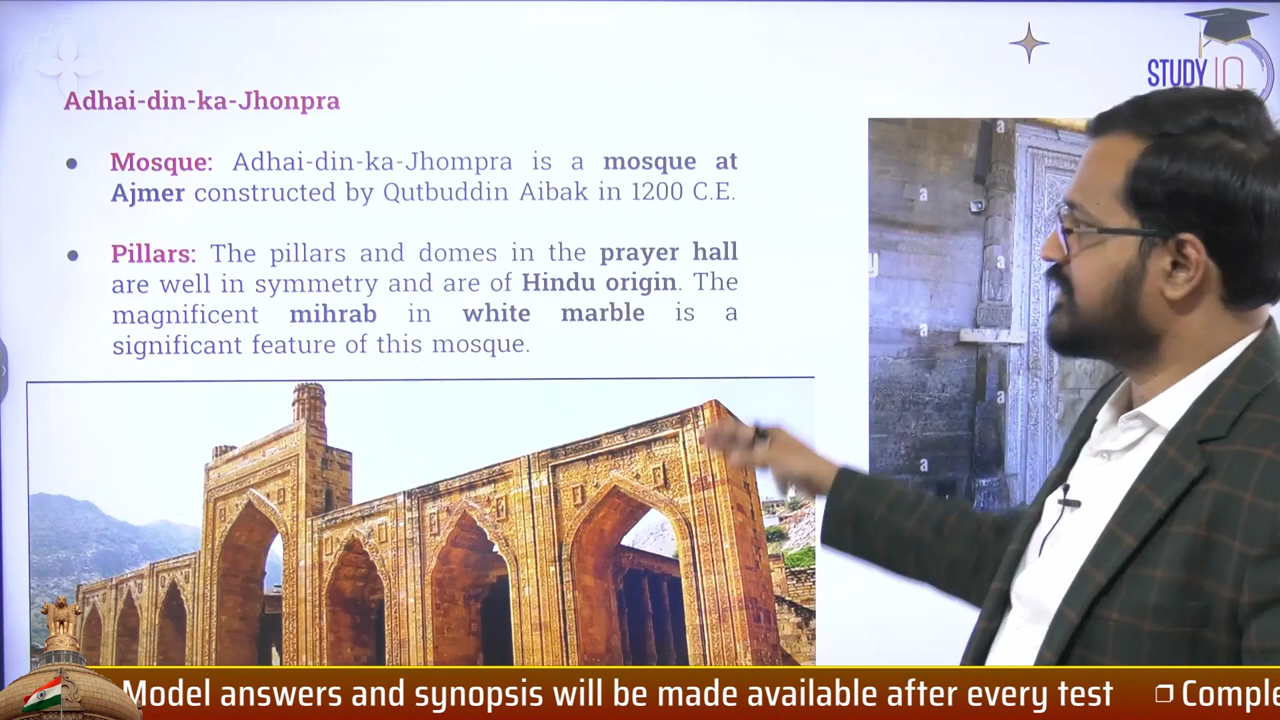 STUDY IQ
Adhai-din-ka-Jhonpra
Mosque: Adhai-din-ka-Jhompra is a mosque at
Ajmer constructed by Qutbuddin Aibak in 1200 C.E.
Pillars: The pillars and domes in the prayer hall
are well in symmetry and are of Hindu origin. The
magnificent mihrab in white marble is a
significant feature of this mosque.
y
a
a
a
a
a
a
Model answers and synopsis will be made available after every test ❐ Comple